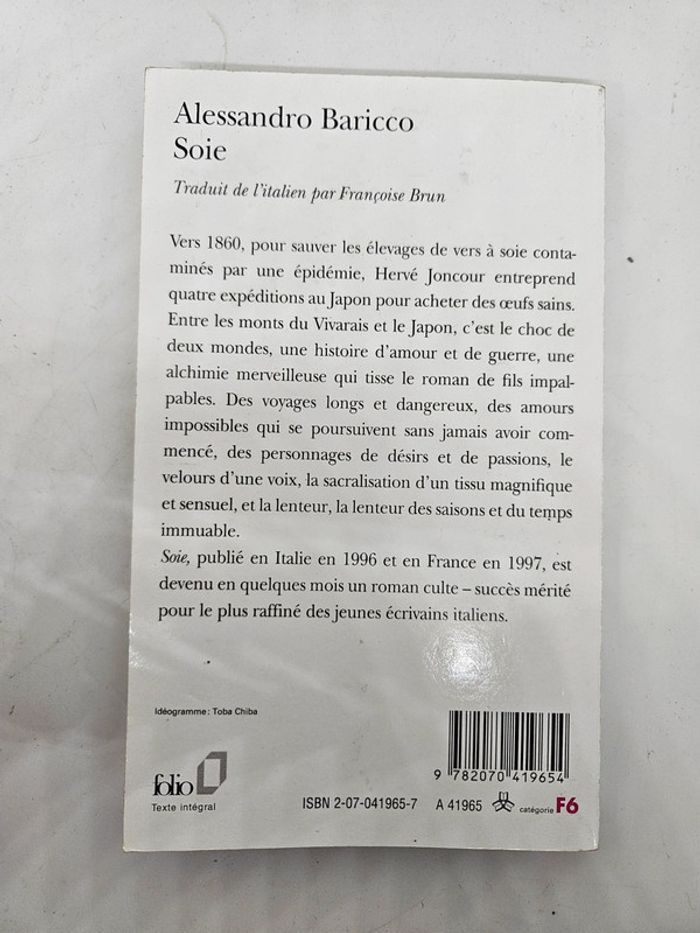 Alessandro Baricco
Soie
Traduit de l'italien par Françoise Brun
Vers 1860, pour sauver les élevages de vers à soie conta-
minés par une épidémie, Hervé Joncour entreprend
quatre expéditions au Japon pour acheter des œufs sains.
Entre les monts du Vivarais et le Japon, c'est le choc de
deux mondes, une histoire d'amour et de guerre, une
alchimie merveilleuse qui tisse le roman de fils impal-
pables. Des voyages longs et dangereux, des amours
impossibles qui se poursuivent sans jamais avoir com-
mencé, des personnages de désirs et de passions, le
velours d'une voix, la sacralisation d'un tissu magnifique
et sensuel, et la lenteur, la lenteur des saisons et du temps
immuable.
Soie, publié en Italie en 1996 et en France en 1997, est
devenu en quelques mois un roman culte – succès mérité
pour le plus raffiné des jeunes écrivains italiens.
Idéogramme : Toba Chiba
9 782070 419654
folio
Texte intégral
ISBN 2-07-041965-7 A 41965 catégorie F6